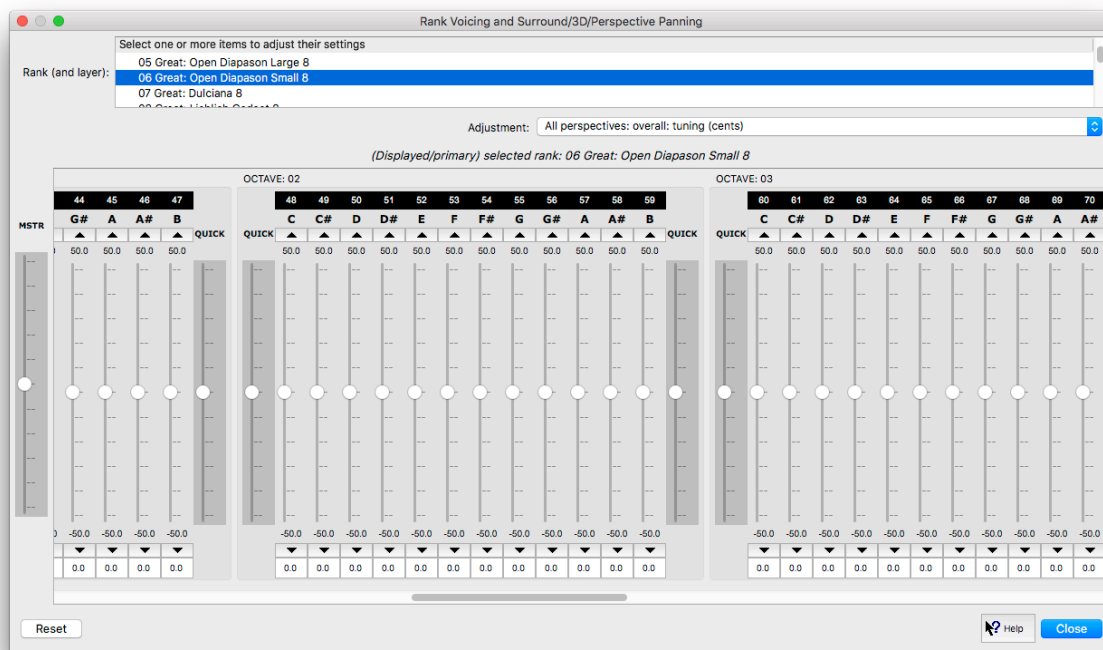 Rank Voicing and Surround/3D/Perspective Panning
Select one or more items to adjust their settings
Rank (and layer):
05 Great: Open Diapason Large 8
06 Great: Open Diapason Small 8
07 Great: Dulciana 8
Adjustment: All perspectives: overall: tuning (cents)
(Displayed/primary) selected rank: 06 Great: Open Diapason Small 8
OCTAVE: 02 OCTAVE: 03
44 45 46 47 48 49 50 51 52 53 54 55 56 57 58 59 60 61 62 63 64 65 66 67 68 69 70
G# A A# B C C# D D# E F F# G G# A A# B C C# D D# E F F# G G# A A#
MSTR QUICK QUICK QUICK QUICK
50.0 50.0 50.0 50.0 50.0 50.0 50.0 50.0 50.0 50.0 50.0 50.0 50.0 50.0 50.0 50.0 50.0 50.0 50.0 50.0 50.0 50.0 50.0 50.0 50.0 50.0 50.0
-50.0 -50.0 -50.0 -50.0 -50.0 -50.0 -50.0 -50.0 -50.0 -50.0 -50.0 -50.0 -50.0 -50.0 -50.0 -50.0 -50.0 -50.0 -50.0 -50.0 -50.0 -50.0 -50.0 -50.0 -50.0 -50.0 -50.0
0.0 0.0 0.0 0.0 0.0 0.0 0.0 0.0 0.0 0.0 0.0 0.0 0.0 0.0 0.0 0.0 0.0 0.0 0.0 0.0 0.0 0.0 0.0 0.0 0.0 0.0 0.0
Reset Help Close